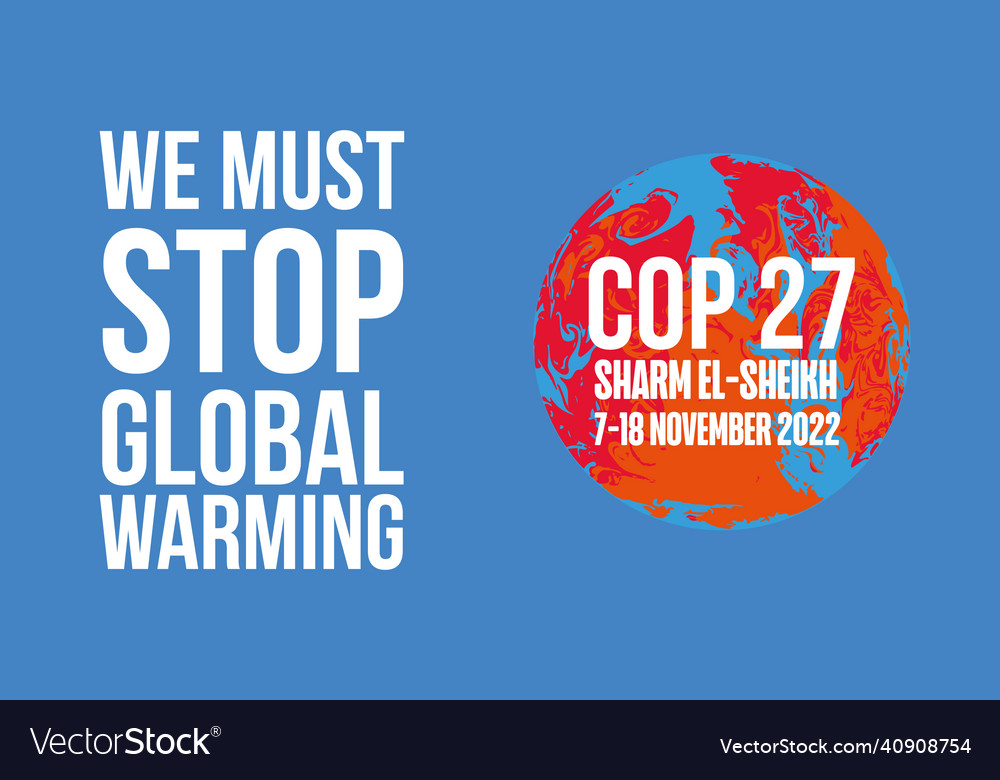 WE MUST
STOP
GLOBAL
WARMING
COP 27
SHARM EL-SHEIKH
7-18 NOVEMBER 2022
VectorStock®
VectorStock.com/40908754